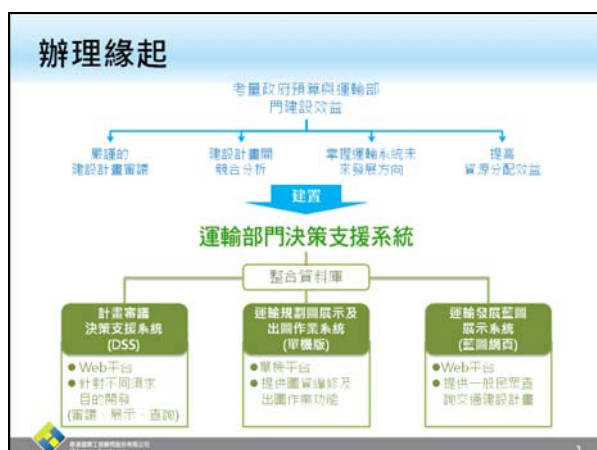 辦理緣起
考量政府預算與運輸部
門建設效益
嚴謹的
建設計畫審議
建設計畫間
競合分析
掌握運輸系統未
來發展方向
提高
資源分配效益
建置
運輸部門決策支援系統
整合資料庫
計畫審議
決策支援系統
(DSS)
●Web平台
●針對不同需求
目的開發
(審議、展示、查詢)
運輸規劃圖展示及
出圖作業系統
(單機版)
●單機平台
●提供圖資編修及
出圖作業功能
運輸發展藍圖
展示系統
(藍圖網頁)
●Web平台
●提供一般民眾查
詢交通建設計畫